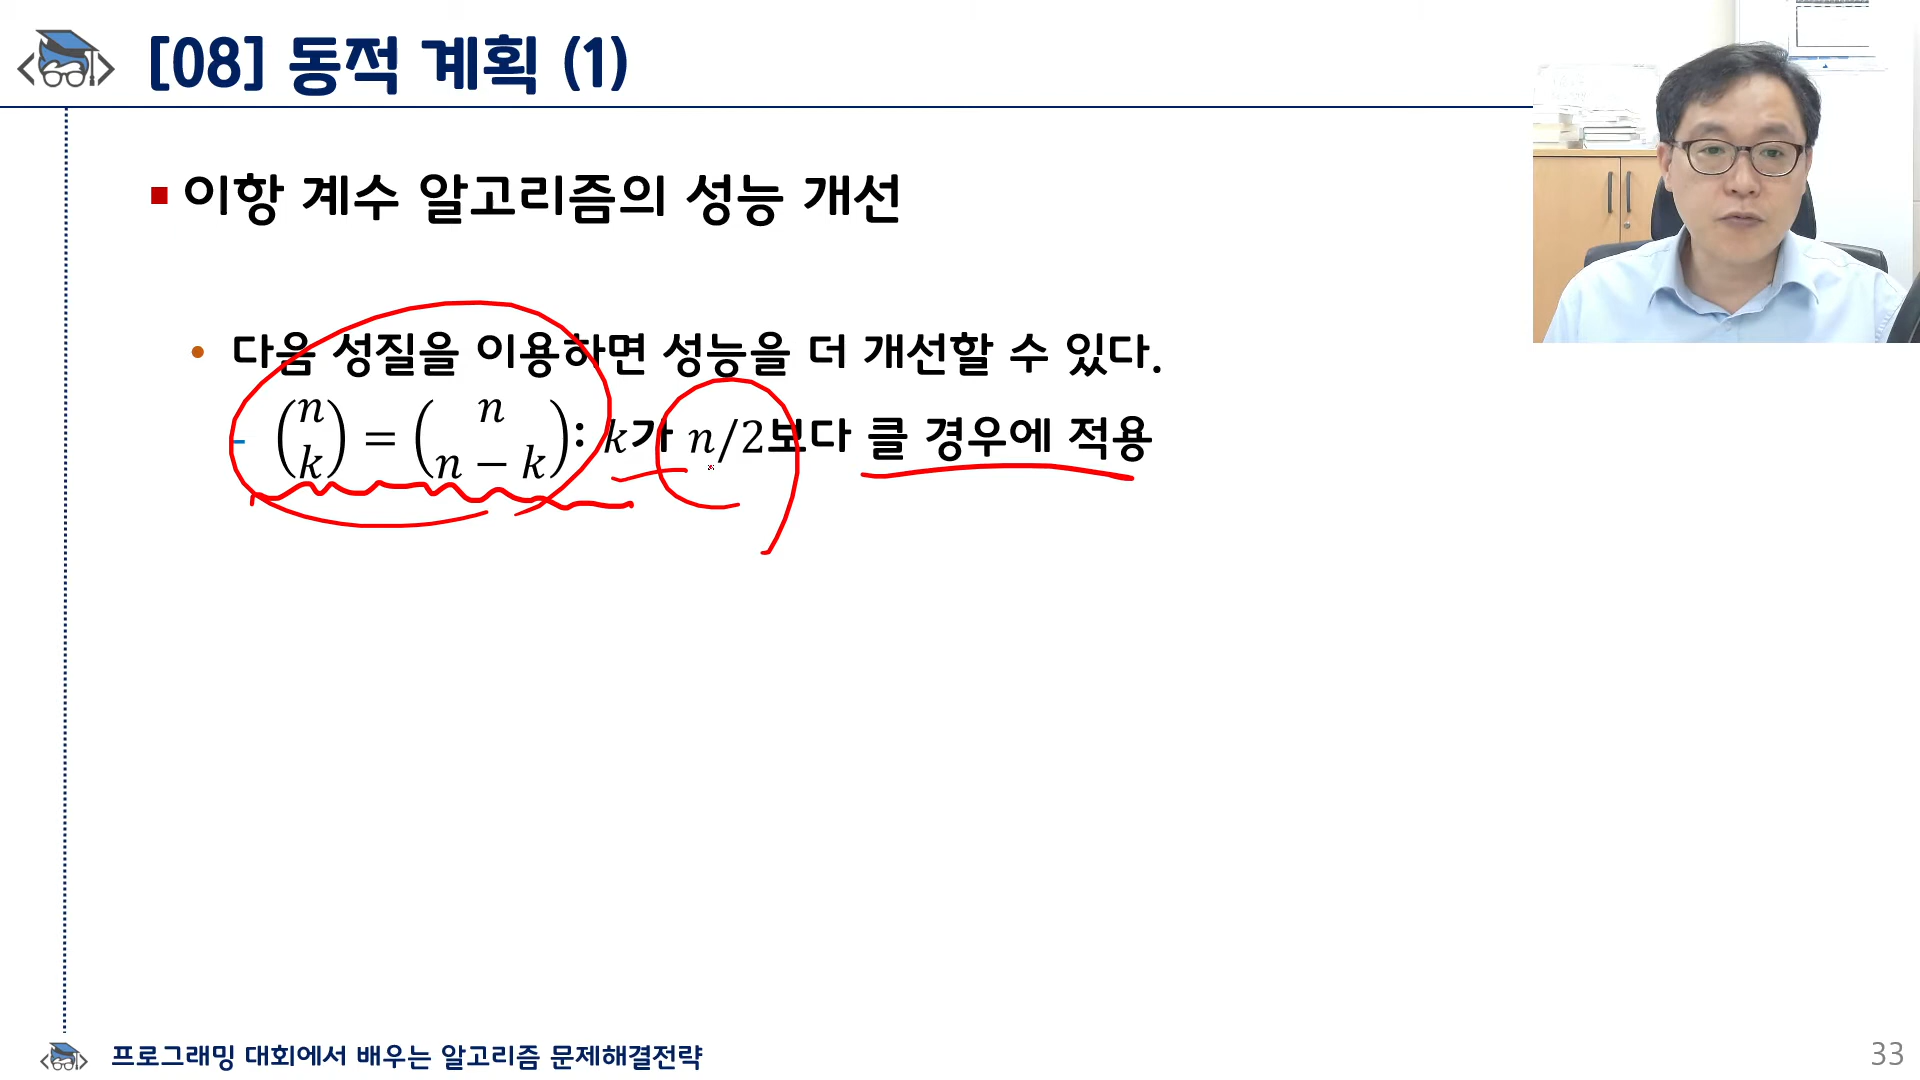 [08] 동적 계획 (1)
이항 계수 알고리즘의 성능 개선
• 다음 성질을 이용하면 성능을 더 개선할 수 있다.
- (n k) = (n n − k): k가 n/2보다 클 경우에 적용
프로그래밍 대회에서 배우는 알고리즘 문제해결전략
33